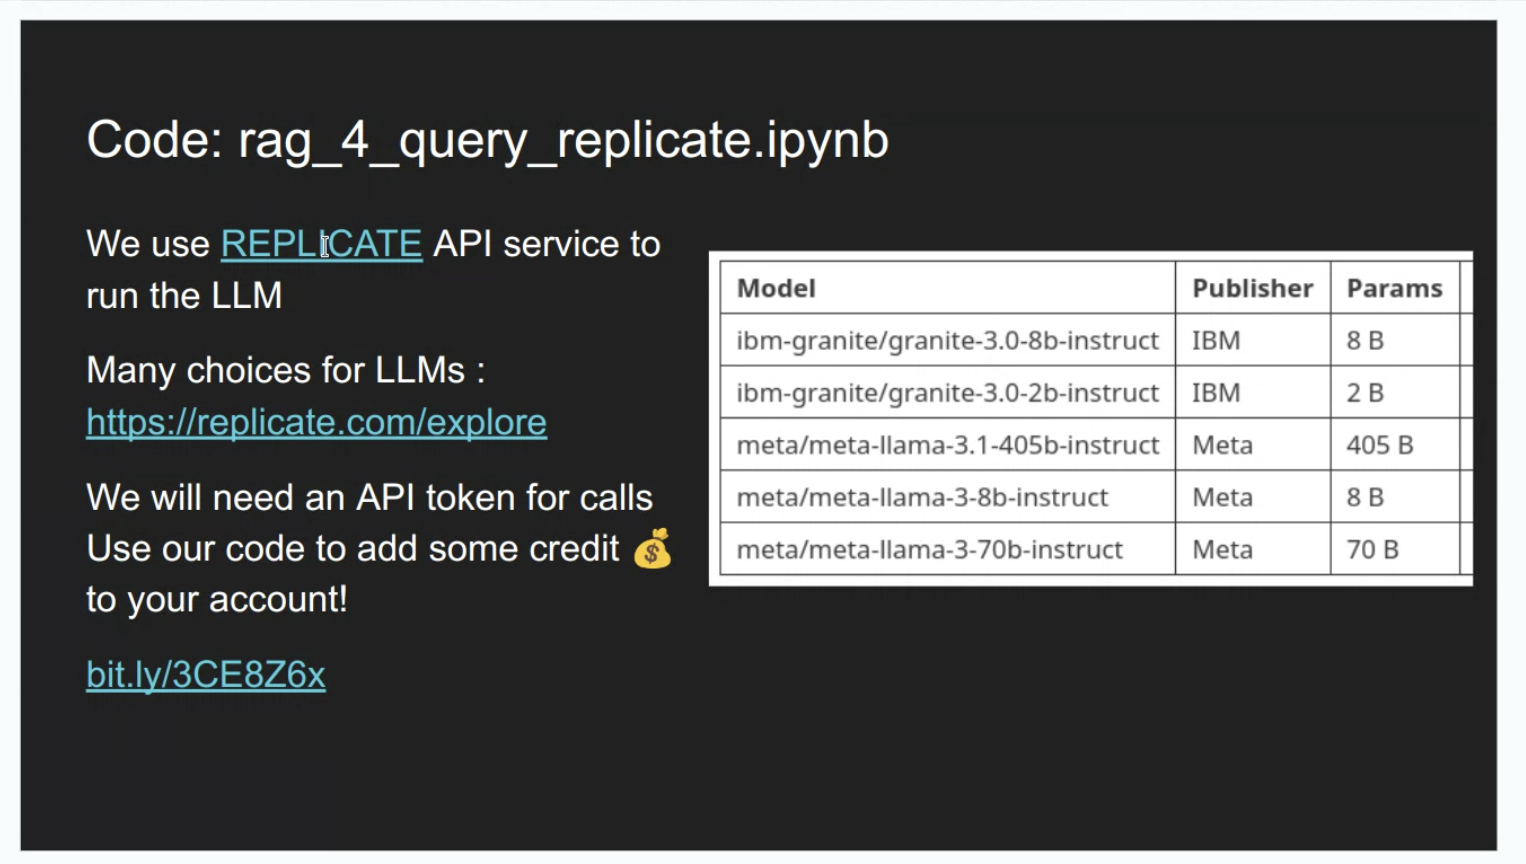 Code: rag_4_query_replicate.ipynb
We use REPLICATE API service to
run the LLM
Many choices for LLMs :
https://replicate.com/explore
We will need an API token for calls
Use our code to add some credit 💰
to your account!
bit.ly/3CE8Z6x
Model Publisher Params
ibm-granite/granite-3.0-8b-instruct IBM 8 B
ibm-granite/granite-3.0-2b-instruct IBM 2 B
meta/meta-llama-3.1-405b-instruct Meta 405 B
meta/meta-llama-3-8b-instruct Meta 8 B
meta/meta-llama-3-70b-instruct Meta 70 B